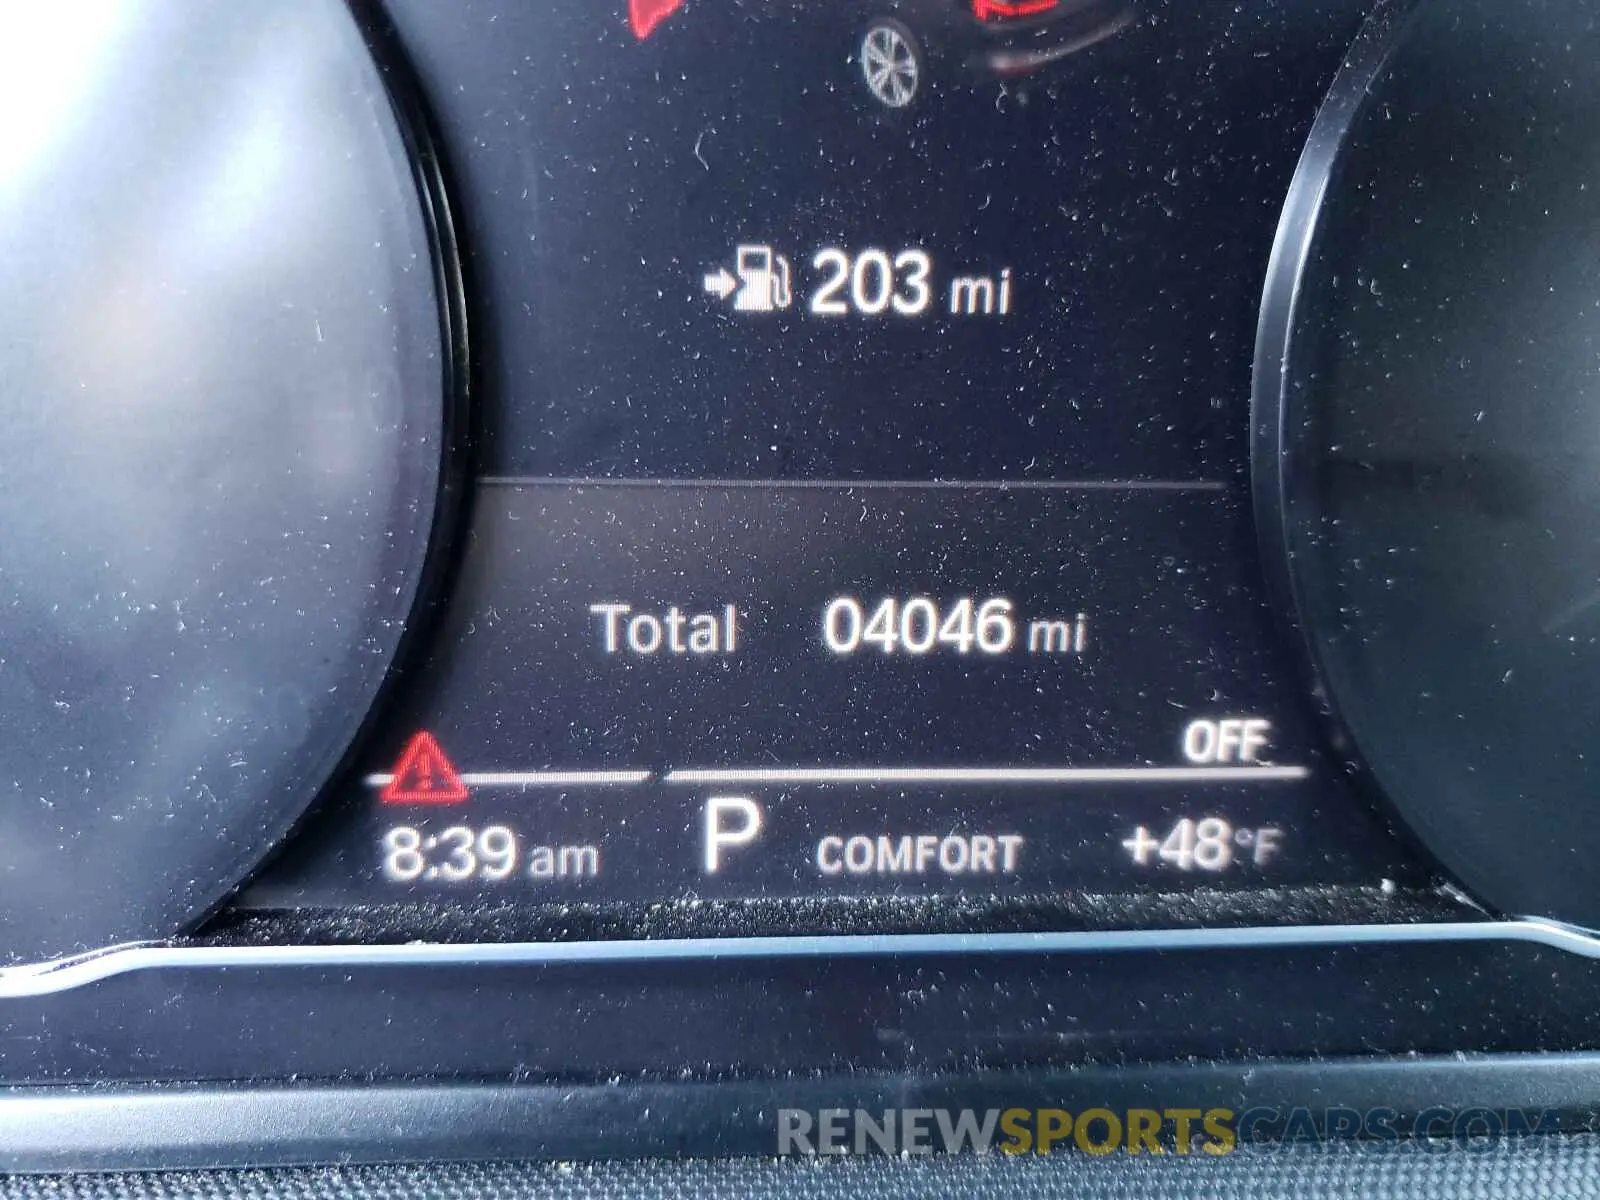 203 mi
Total 04046 mi
OFF
8:39 am P COMFORT +48°F
RENEWSPORTSCARS.COM